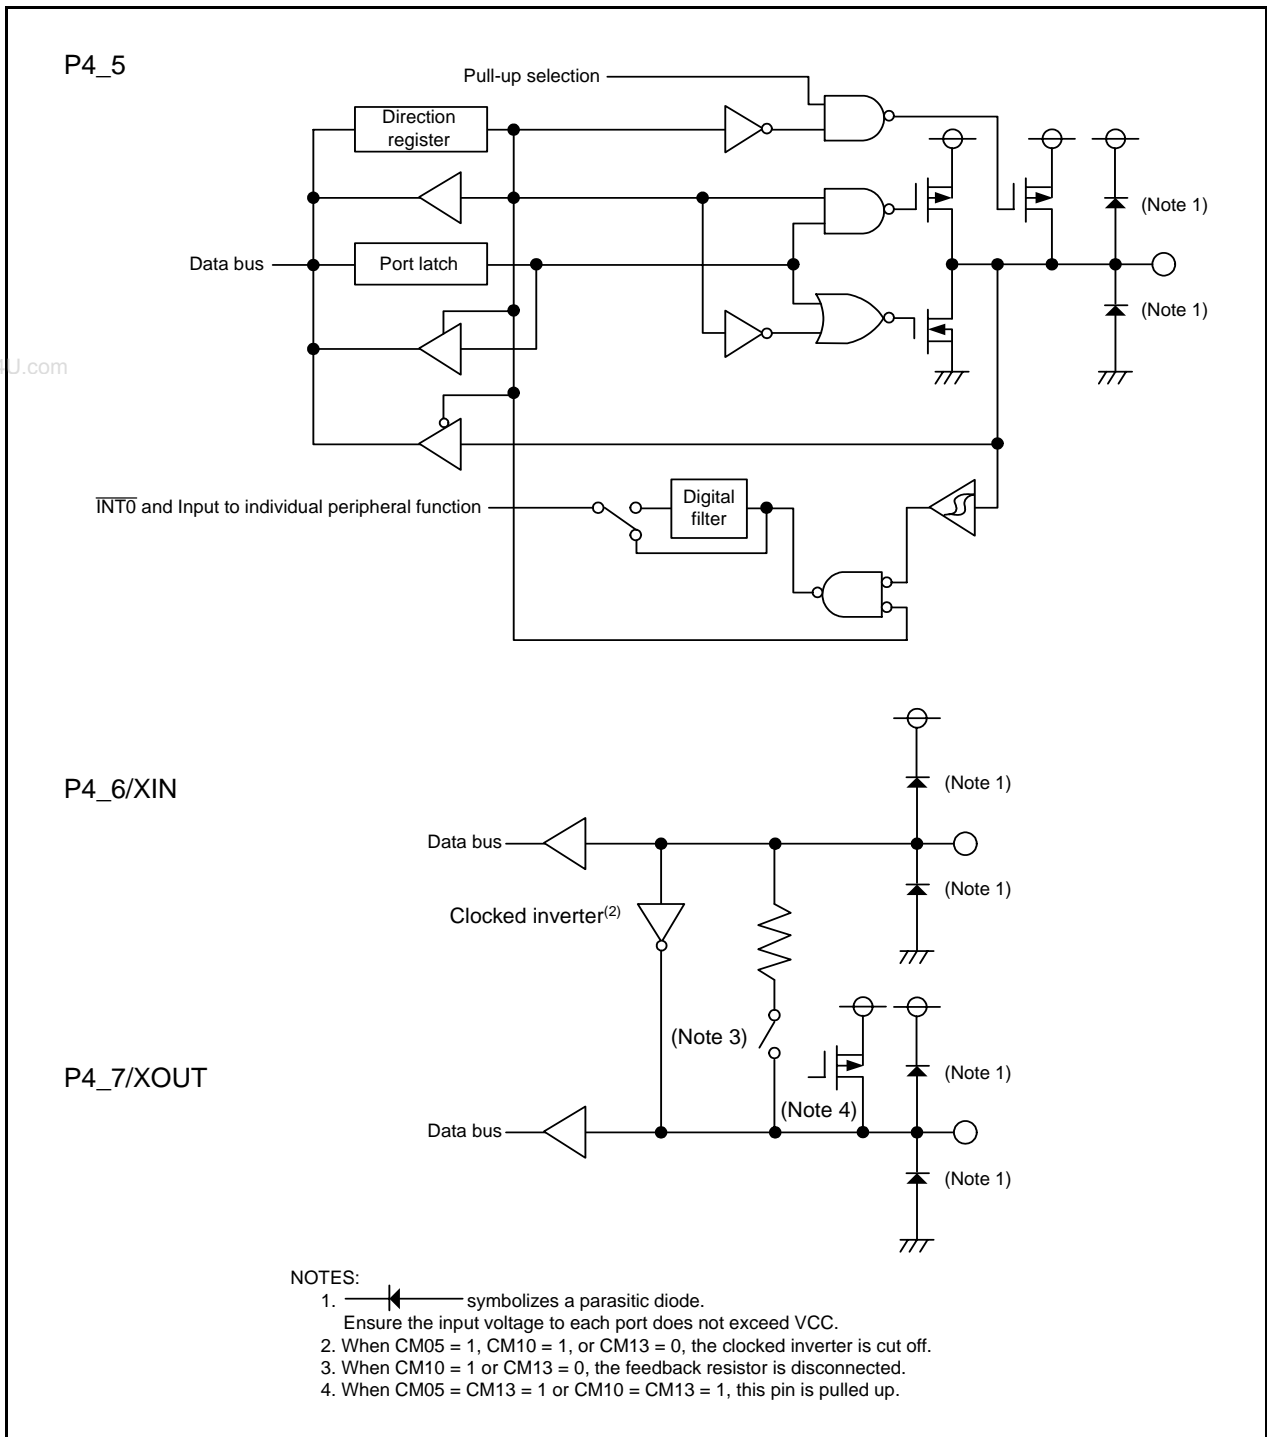 P4_5
Pull-up selection
Direction
register
(Note 1)
Data bus
Port latch
(Note 1)
4U.com
INT0 and Input to individual peripheral function
Digital
filter
P4_6/XIN
(Note 1)
Data bus
(Note 1)
Clocked inverter(2)
(Note 3)
P4_7/XOUT
(Note 1)
(Note 4)
Data bus
(Note 1)
NOTES:
1. symbolizes a parasitic diode.
Ensure the input voltage to each port does not exceed VCC.
2. When CM05 = 1, CM10 = 1, or CM13 = 0, the clocked inverter is cut off.
3. When CM10 = 1 or CM13 = 0, the feedback resistor is disconnected.
4. When CM05 = CM13 = 1 or CM10 = CM13 = 1, this pin is pulled up.